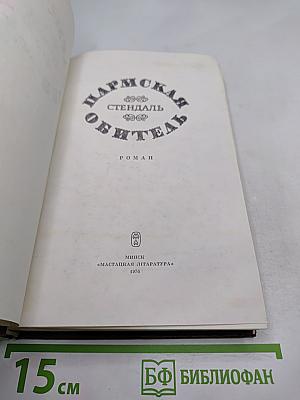 ПАРМСКАЯ
СТЕНДАЛЬ
ОБИТЕЛЬ
РОМАН
МИНСК
«МАСТАЦКАЯ ЛІТАРАТУРА»
15 см
БФ БИБЛИОФАН